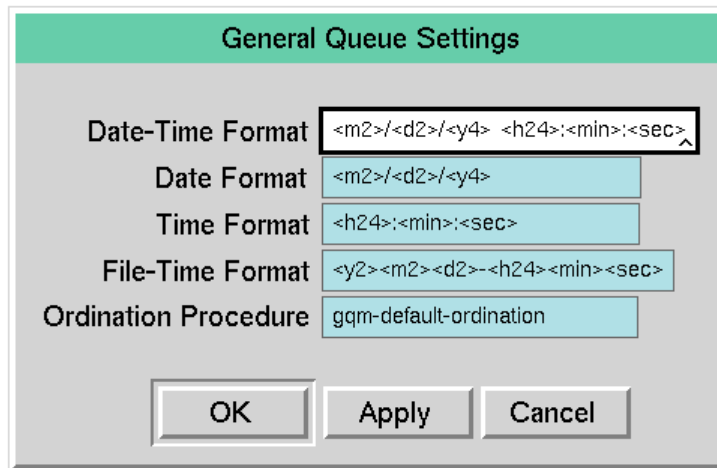 General Queue Settings
Date-Time Format <m2>/<d2>/<y4> <h24>:<min>:<sec>
Date Format <m2>/<d2>/<y4>
Time Format <h24>:<min>:<sec>
File-Time Format <y2><m2><d2>-<h24><min><sec>
Ordination Procedure gqm-default-ordination
OK Apply Cancel